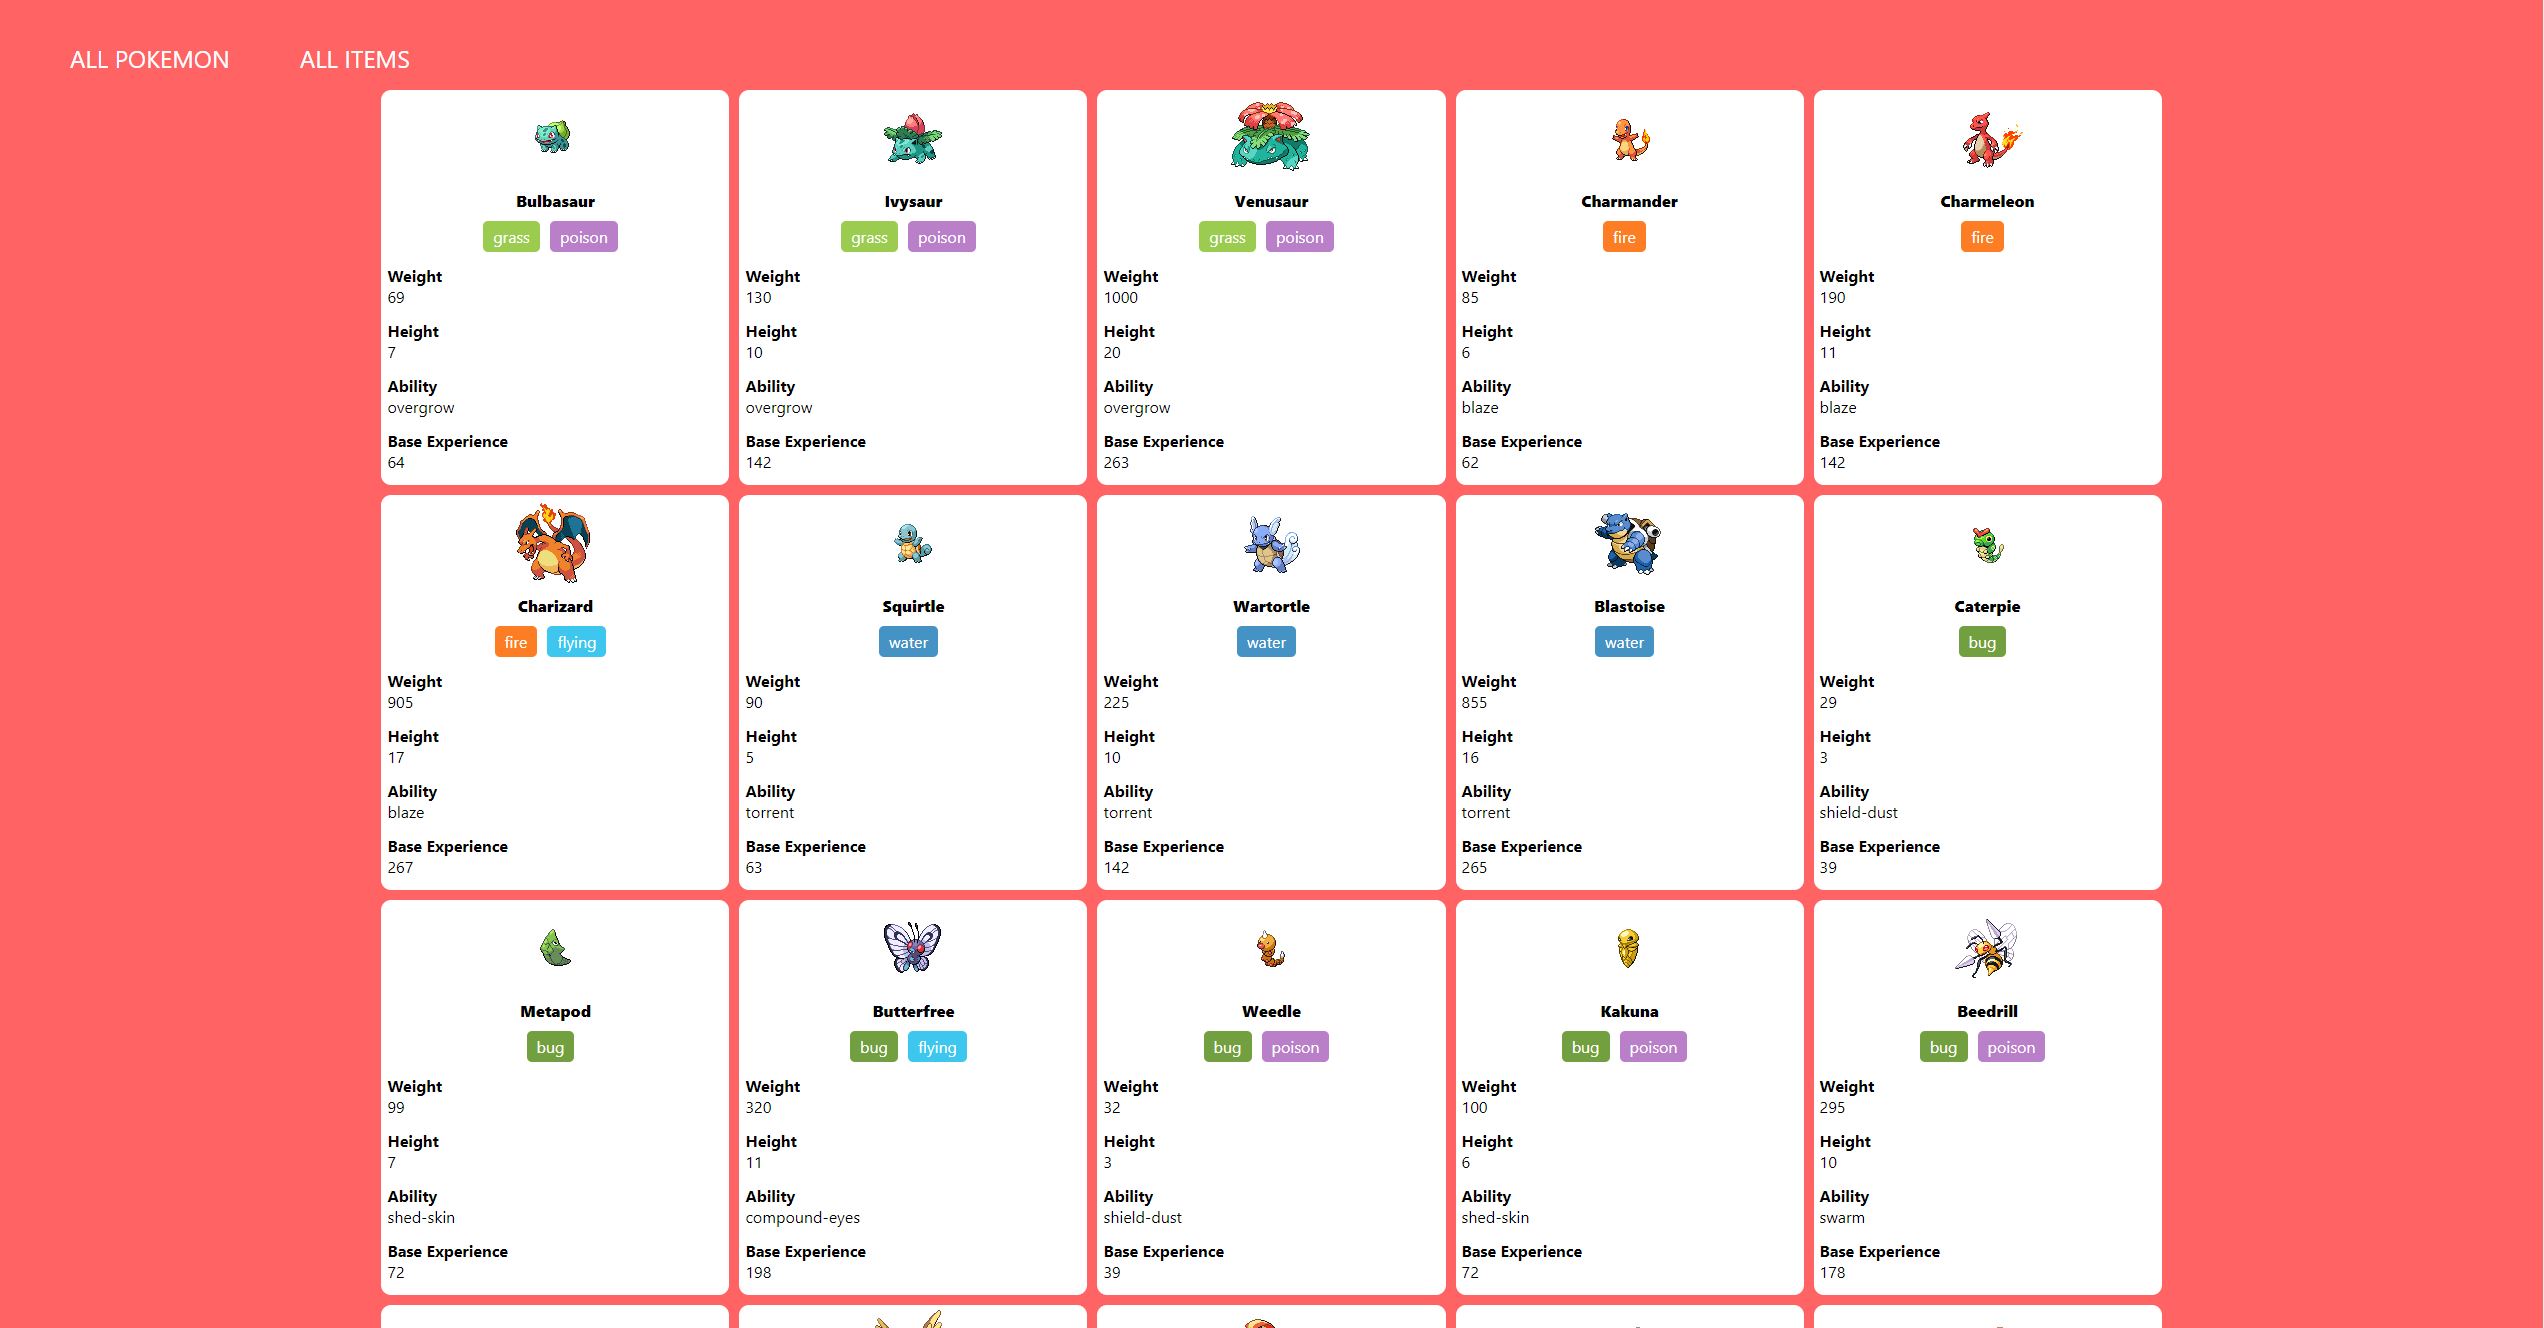 ALL POKEMON ALL ITEMS
Bulbasaur
grass poison
Weight
69
Height
7
Ability
overgrow
Base Experience
64
Ivysaur
grass poison
Weight
130
Height
10
Ability
overgrow
Base Experience
142
Venusaur
grass poison
Weight
1000
Height
20
Ability
overgrow
Base Experience
263
Charmander
fire
Weight
85
Height
6
Ability
blaze
Base Experience
62
Charmeleon
fire
Weight
190
Height
11
Ability
blaze
Base Experience
142
Charizard
fire flying
Weight
905
Height
17
Ability
blaze
Base Experience
267
Squirtle
water
Weight
90
Height
5
Ability
torrent
Base Experience
63
Wartortle
water
Weight
225
Height
10
Ability
torrent
Base Experience
142
Blastoise
water
Weight
855
Height
16
Ability
torrent
Base Experience
265
Caterpie
bug
Weight
29
Height
3
Ability
shield-dust
Base Experience
39
Metapod
bug
Weight
99
Height
7
Ability
shed-skin
Base Experience
72
Butterfree
bug flying
Weight
320
Height
11
Ability
compound-eyes
Base Experience
198
Weedle
bug poison
Weight
32
Height
3
Ability
shield-dust
Base Experience
39
Kakuna
bug poison
Weight
100
Height
6
Ability
shed-skin
Base Experience
72
Beedrill
bug poison
Weight
295
Height
10
Ability
swarm
Base Experience
178